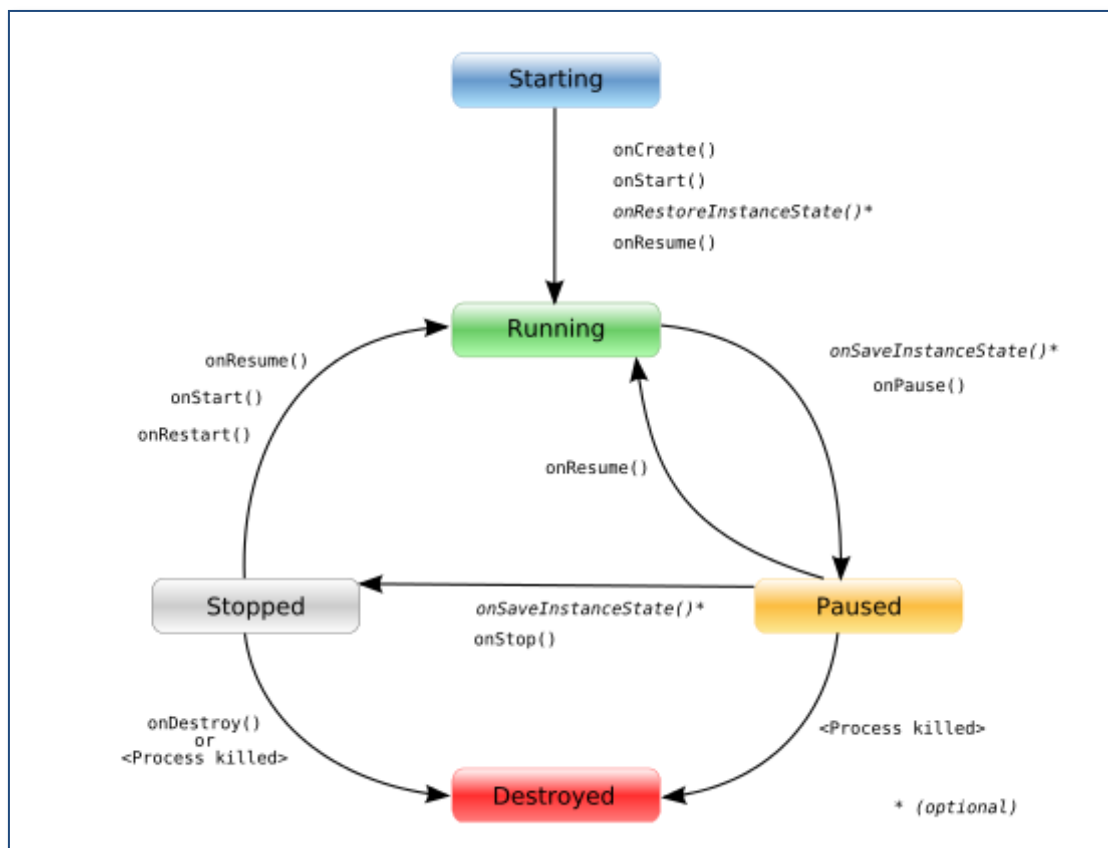 Starting
onCreate()
onStart()
onRestoreInstanceState()*
onResume()
Running
onResume()
onStart()
onRestart()
onSaveInstanceState()*
onPause()
onResume()
Stopped
onSaveInstanceState()*
onStop()
Paused
onDestroy()
or
<Process killed>
<Process killed>
Destroyed
* (optional)